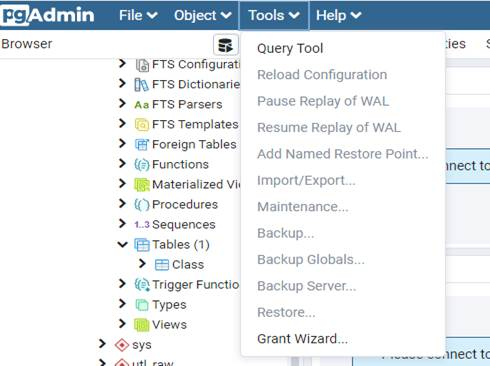 pgAdmin File Object Tools Help
Browser
FTS Configurati
FTS Dictionarie
FTS Parsers
FTS Templates
Foreign Tables
Functions
Materialized Vi
Procedures
1..3 Sequences
Tables (1)
Class
Trigger Functio
Types
Views
sys
utl_raw
Query Tool
Reload Configuration
Pause Replay of WAL
Resume Replay of WAL
Add Named Restore Point...
Import/Export...
Maintenance...
Backup...
Backup Globals...
Backup Server...
Restore...
Grant Wizard...
ties
nnect to
Please connect to